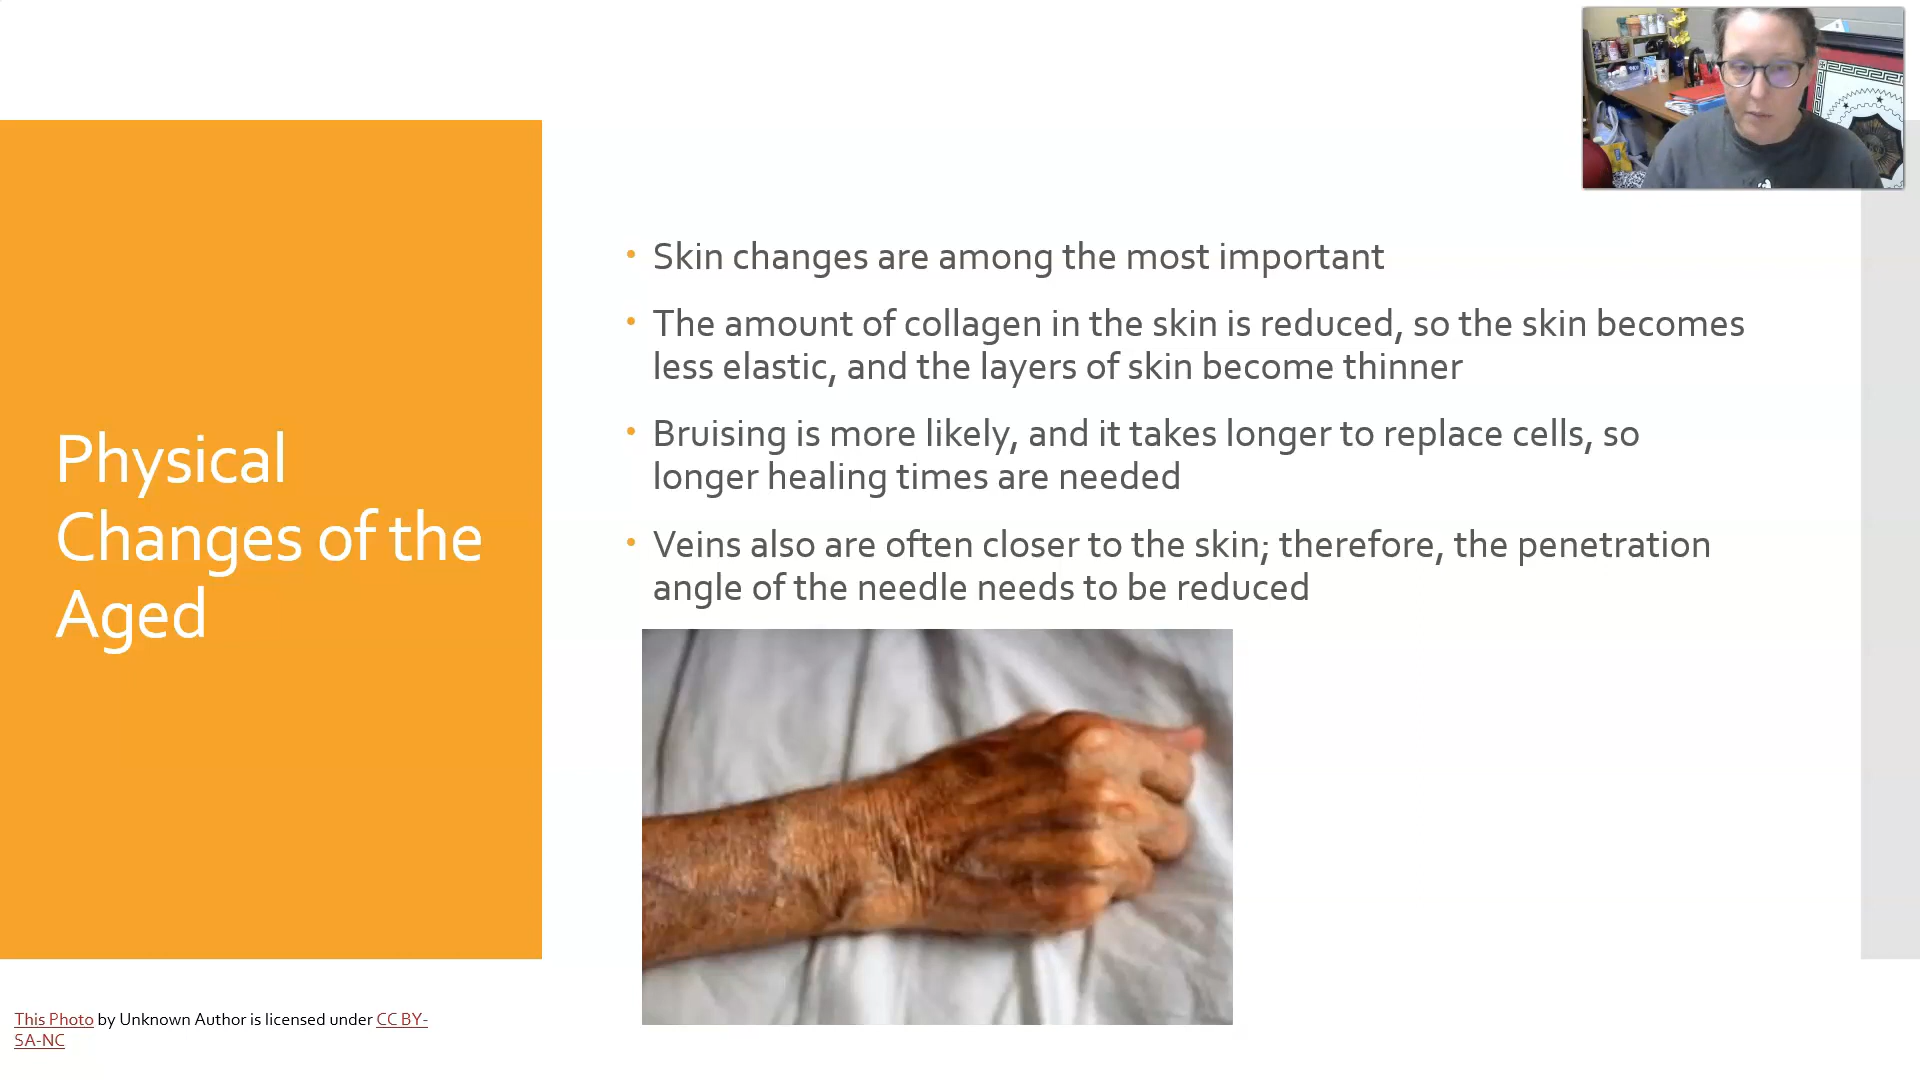 Physical
Changes of the
Aged
• Skin changes are among the most important
• The amount of collagen in the skin is reduced, so the skin becomes
less elastic, and the layers of skin become thinner
• Bruising is more likely, and it takes longer to replace cells, so
longer healing times are needed
• Veins also are often closer to the skin; therefore, the penetration
angle of the needle needs to be reduced
This Photo by Unknown Author is licensed under CC BY-
SA-NC